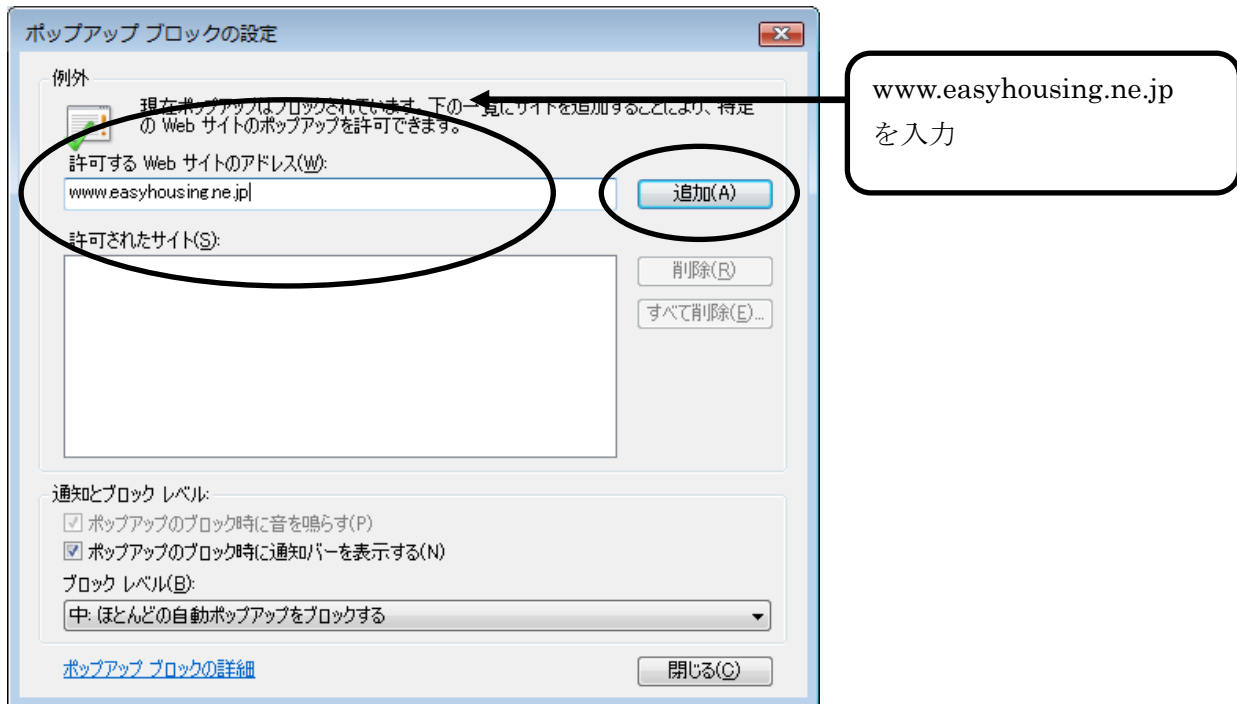 ポップアップ ブロックの設定
例外
現在ポップアップはブロックされています。下の一覧にサイトを追加することにより、特定
の Web サイトのポップアップを許可できます。
許可する Web サイトのアドレス(W):
www.easyhousing.ne.jp
追加(A)
許可されたサイト(S):
削除(R)
すべて削除(E)...
通知とブロック レベル:
ポップアップのブロック時に音を鳴らす(P)
ポップアップのブロック時に通知バーを表示する(N)
ブロック レベル(B):
中: ほとんどの自動ポップアップをブロックする
ポップアップ ブロックの詳細
閉じる(C)
www.easyhousing.ne.jp
を入力